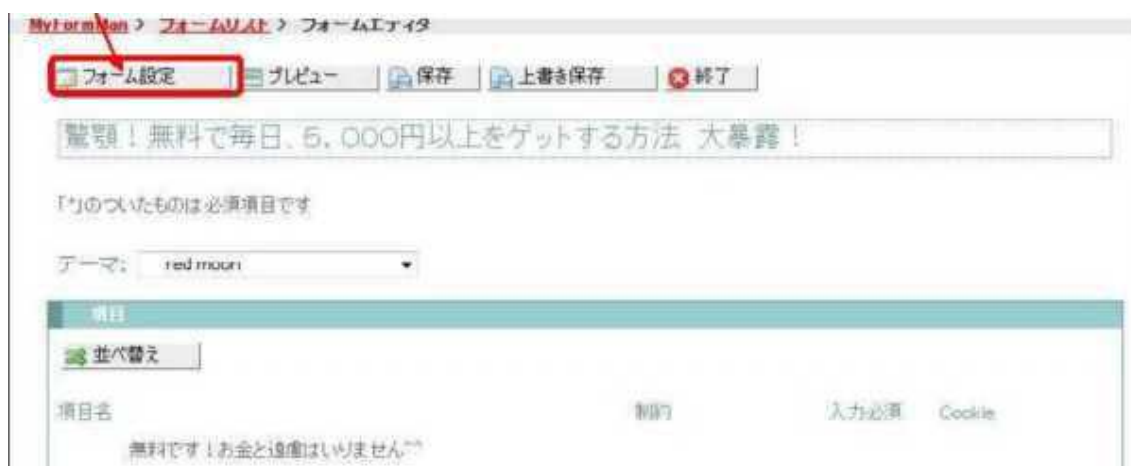 MyFormMan > フォームリスト > フォームエディタ
フォーム設定 プレビュー 保存 上書き保存 終了
驚顎！無料で毎日、5，000円以上をゲットする方法 大暴露！
「*」のついたものは必須項目です
テーマ: red moon
項目
並べ替え
項目名 制約 入力必須 Cookie
無料です！お金と遠慮はいりません^^